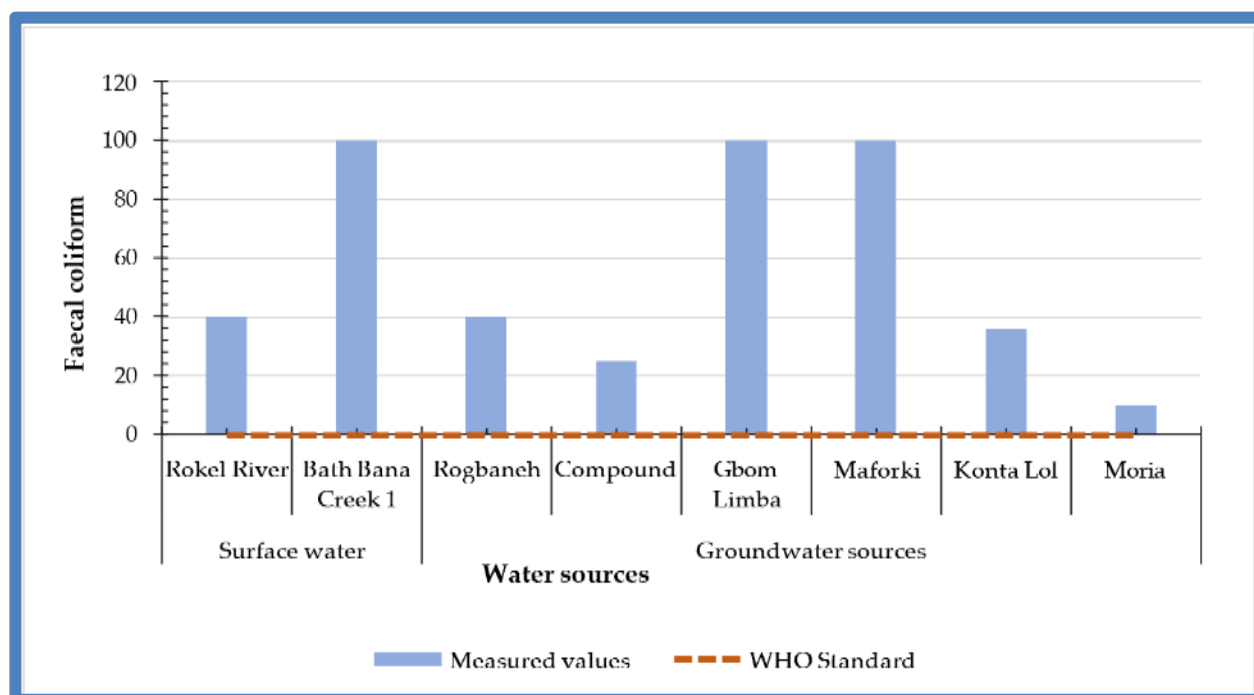 120
100
80
60
40
20
0
Faecal coliform
Rokel River
Bath Bana
Creek 1
Rogbaneh
Compound
Gbom
Limba
Maforki
Konta Lol
Moria
Surface water
Groundwater sources
Water sources
Measured values
WHO Standard